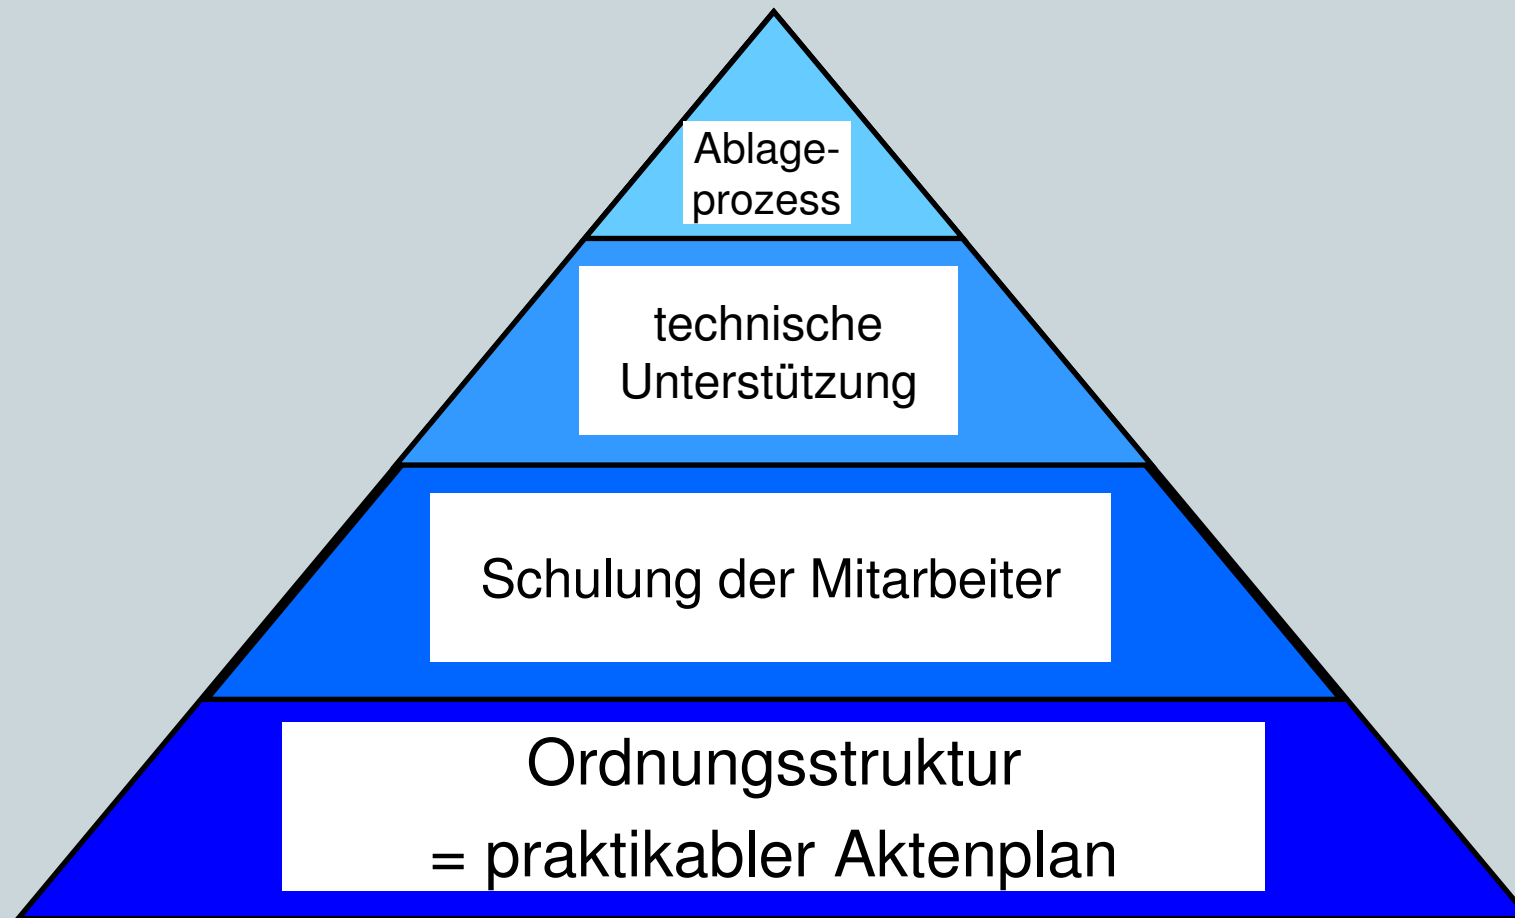 Ablage-
prozess
technische
Unterstützung
Schulung der Mitarbeiter
Ordnungsstruktur
= praktikabler Aktenplan